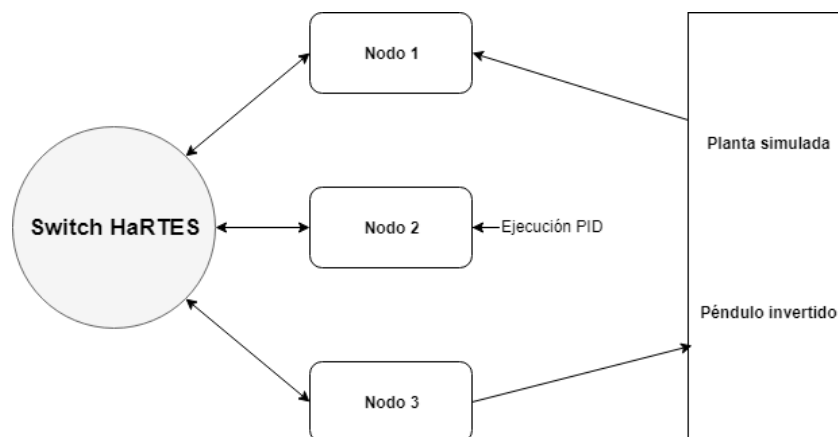 Nodo 1
Planta simulada
Switch HaRTES
Nodo 2
Ejecución PID
Péndulo invertido
Nodo 3